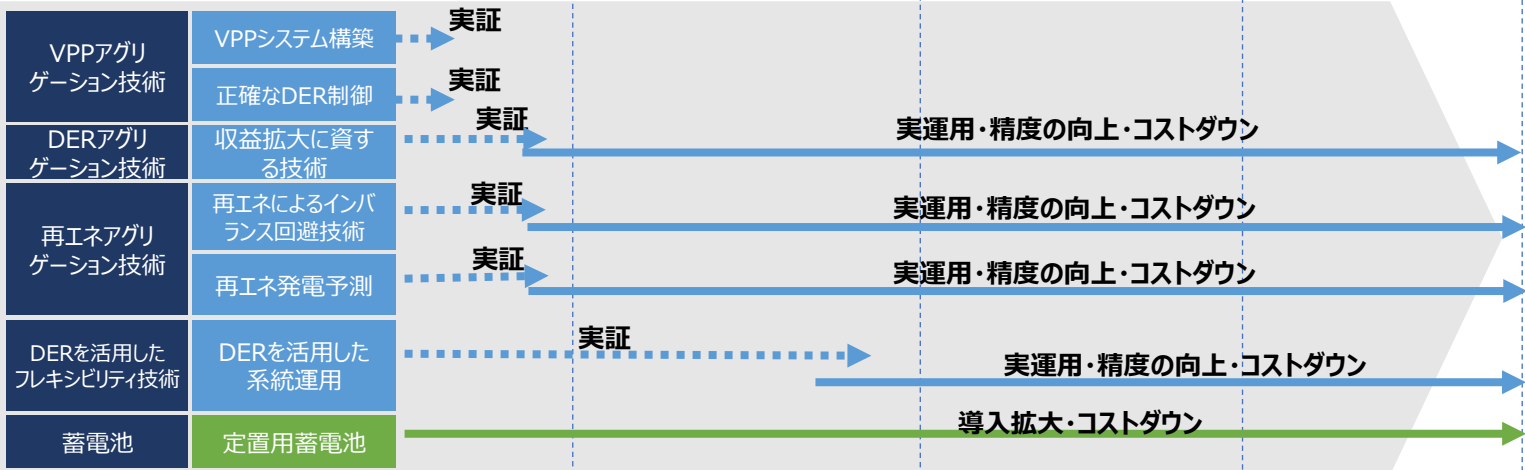 VPPアグリ
ゲーション技術
VPPシステム構築
実証
正確なDER制御
実証
DERアグリ
ゲーション技術
収益拡大に資す
る技術
実証
実運用・精度の向上・コストダウン
再エネアグリ
ゲーション技術
再エネによるインバ
ランス回避技術
実証
実運用・精度の向上・コストダウン
再エネ発電予測
実証
実運用・精度の向上・コストダウン
DERを活用した
フレキシビリティ技術
DERを活用した
系統運用
実証
実運用・精度の向上・コストダウン
蓄電池
定置用蓄電池
導入拡大・コストダウン